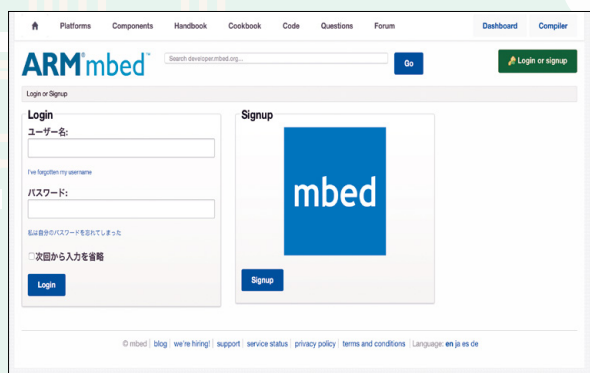 Platforms Components Handbook Cookbook Code Questions Forum Dashboard Compiler
ARM®mbed™ Search developer.mbed.org... Go Login or signup
Login or Signup
Login
ユーザー名:
I've forgotten my username
パスワード:
私は自分のパスワードを忘れてしまった
次回から入力を省略
Login
Signup
mbed
Signup
© mbed | blog | we're hiring! | support | service status | privacy policy | terms and conditions | Language: en ja es de